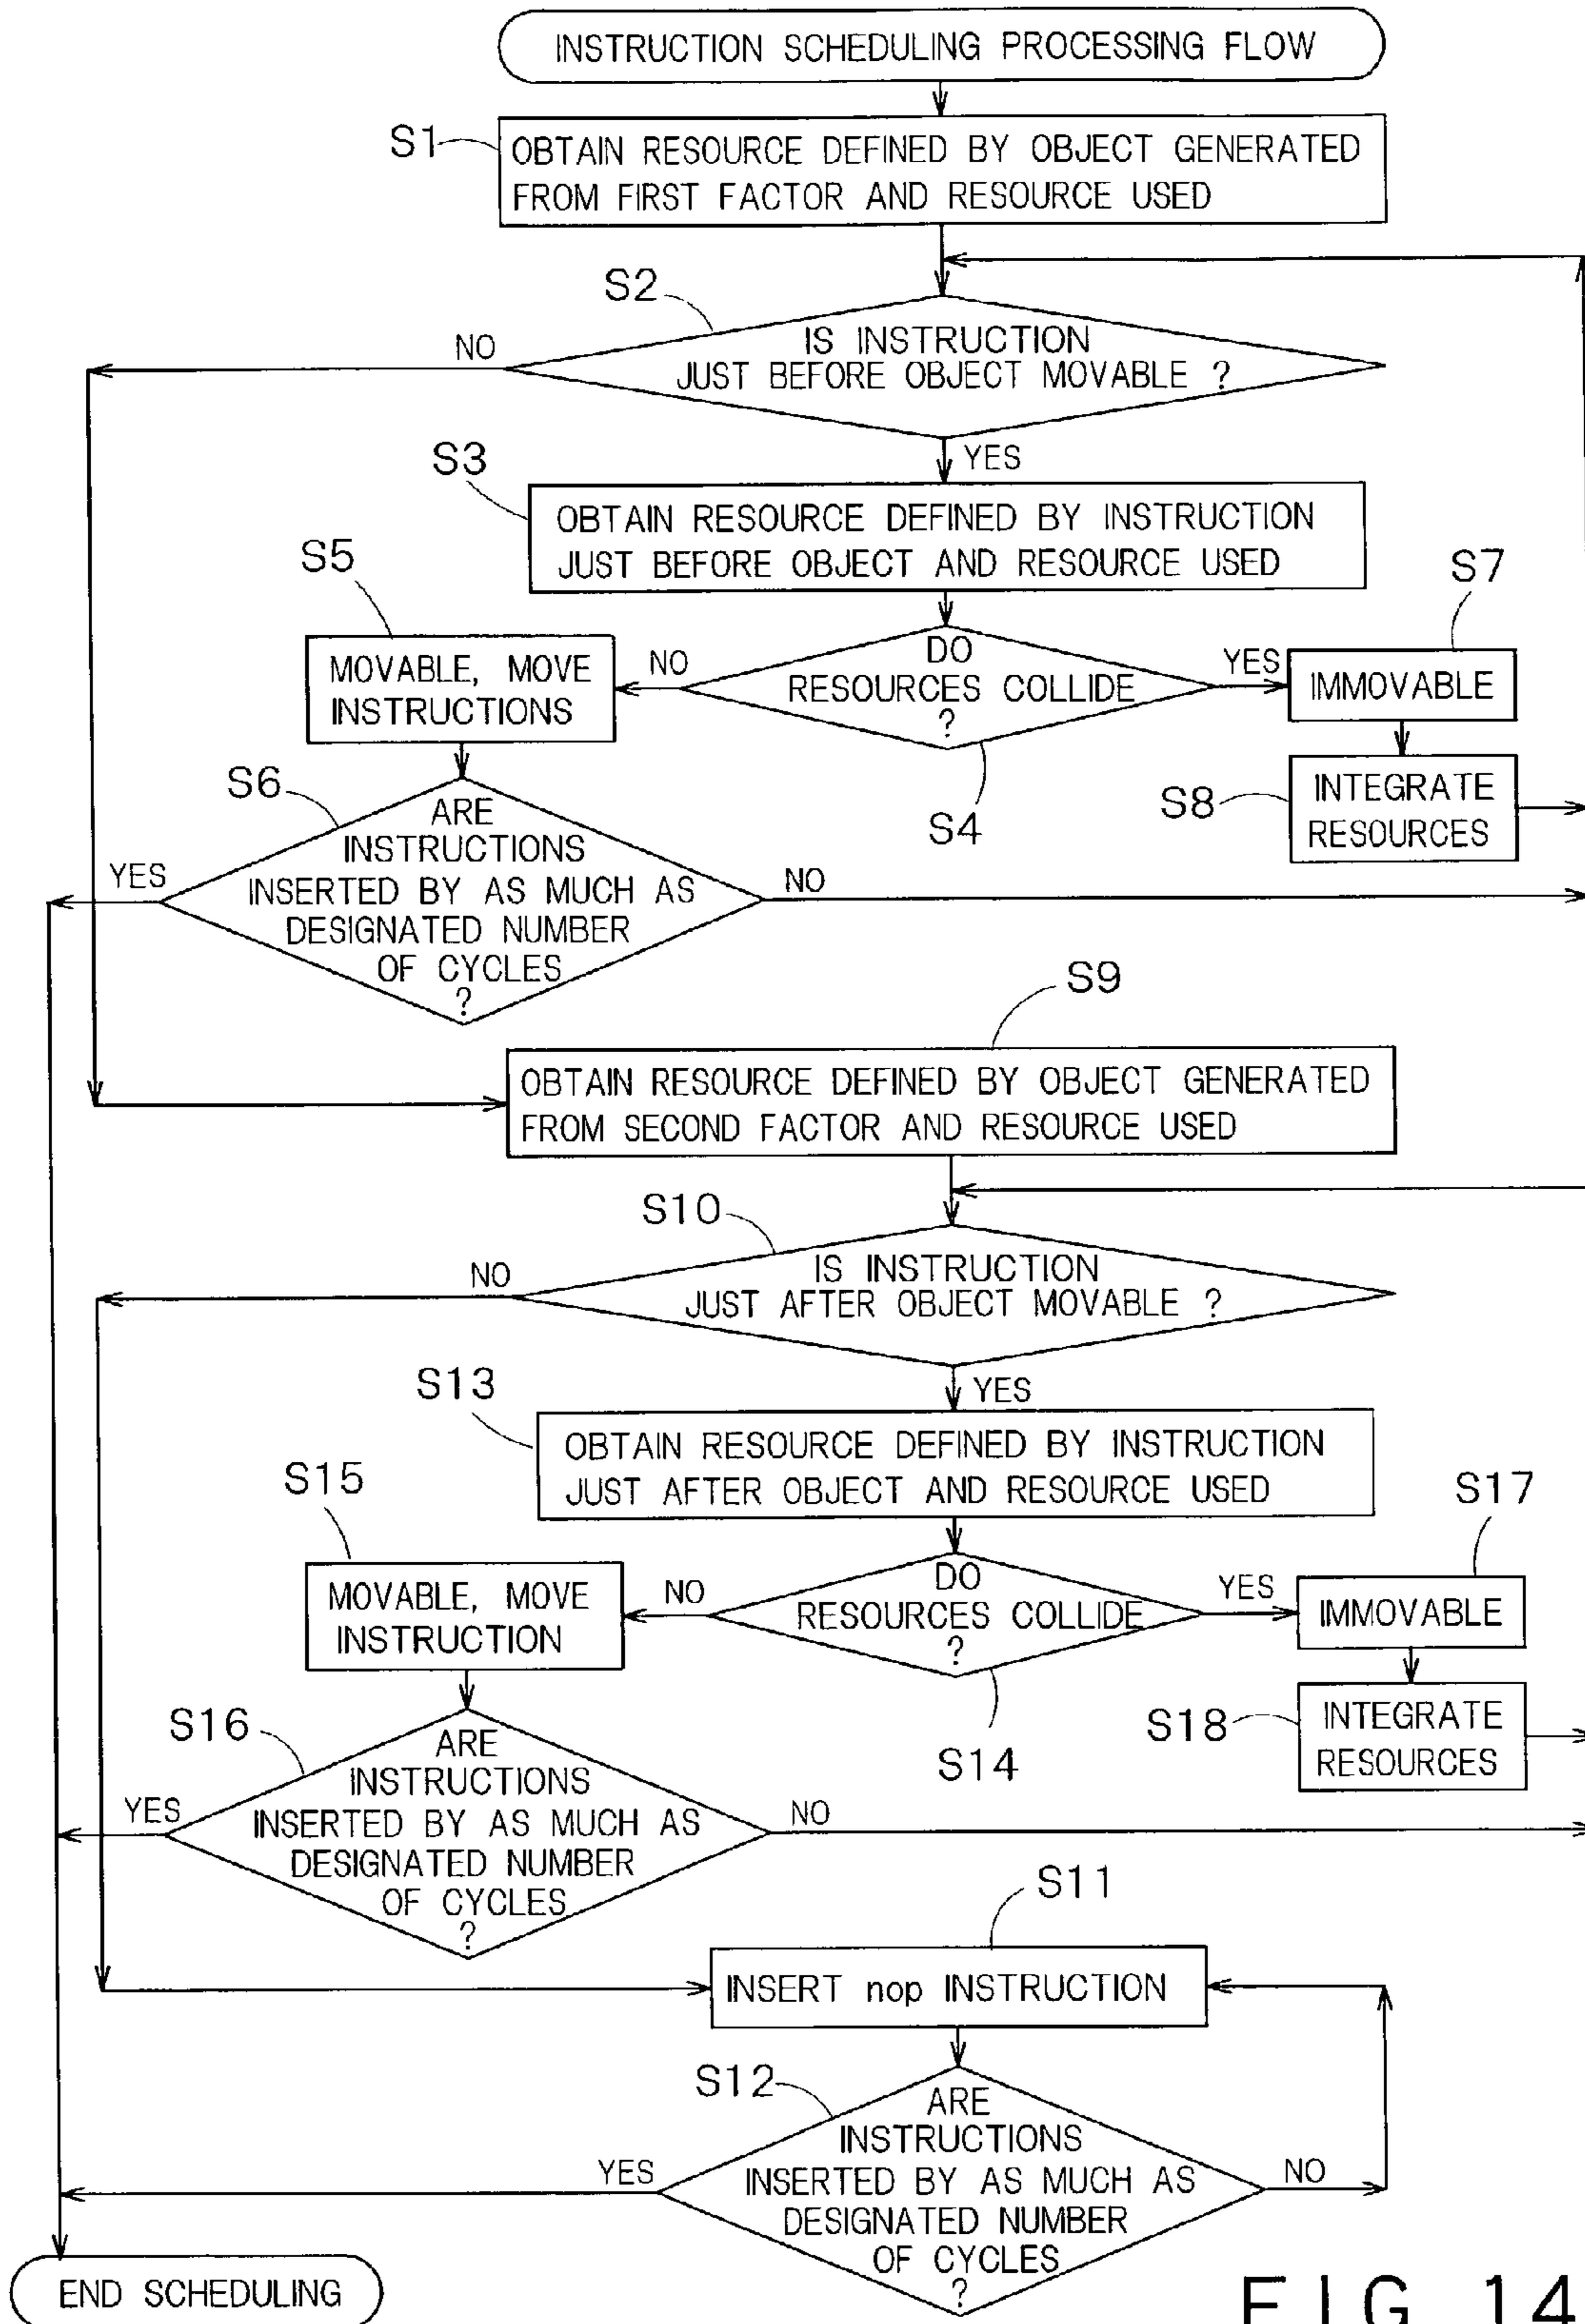 INSTRUCTION SCHEDULING PROCESSING FLOW
S1
OBTAIN RESOURCE DEFINED BY OBJECT GENERATED
FROM FIRST FACTOR AND RESOURCE USED
S2
IS INSTRUCTION
JUST BEFORE OBJECT MOVABLE ?
NO
YES
S3
OBTAIN RESOURCE DEFINED BY INSTRUCTION
JUST BEFORE OBJECT AND RESOURCE USED
S5
MOVABLE, MOVE
INSTRUCTIONS
NO
DO
RESOURCES COLLIDE
?
S4
YES
S7
IMMOVABLE
S8
INTEGRATE
RESOURCES
S6
ARE
INSTRUCTIONS
INSERTED BY AS MUCH AS
DESIGNATED NUMBER
OF CYCLES
?
YES
NO
S9
OBTAIN RESOURCE DEFINED BY OBJECT GENERATED
FROM SECOND FACTOR AND RESOURCE USED
S10
IS INSTRUCTION
JUST AFTER OBJECT MOVABLE ?
NO
YES
S13
OBTAIN RESOURCE DEFINED BY INSTRUCTION
JUST AFTER OBJECT AND RESOURCE USED
S15
MOVABLE, MOVE
INSTRUCTION
NO
DO
RESOURCES COLLIDE
?
S14
YES
S17
IMMOVABLE
S18
INTEGRATE
RESOURCES
S16
ARE
INSTRUCTIONS
INSERTED BY AS MUCH AS
DESIGNATED NUMBER
OF CYCLES
?
YES
NO
S11
INSERT nop INSTRUCTION
S12
ARE
INSTRUCTIONS
INSERTED BY AS MUCH AS
DESIGNATED NUMBER
OF CYCLES
?
YES
NO
END SCHEDULING
FIG. 14